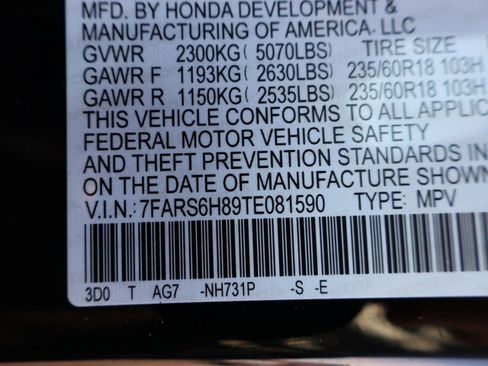 MFD. BY HONDA DEVELOPMENT &
MANUFACTURING OF AMERICA, LLC
GVWR 2300KG( 5070LBS) TIRE SIZE
GAWR F 1193KG( 2630LBS) 235/60R18 103H
GAWR R 1150KG( 2535LBS) 235/60R18 103H
THIS VEHICLE CONFORMS TO ALL APPLIC
FEDERAL MOTOR VEHICLE SAFETY
AND THEFT PREVENTION STANDARDS IN
ON THE DATE OF MANUFACTURE SHOWN
V.I.N.:7FARS6H89TE081590 TYPE: MPV
3D0 T AG7 -NH731P -S -E